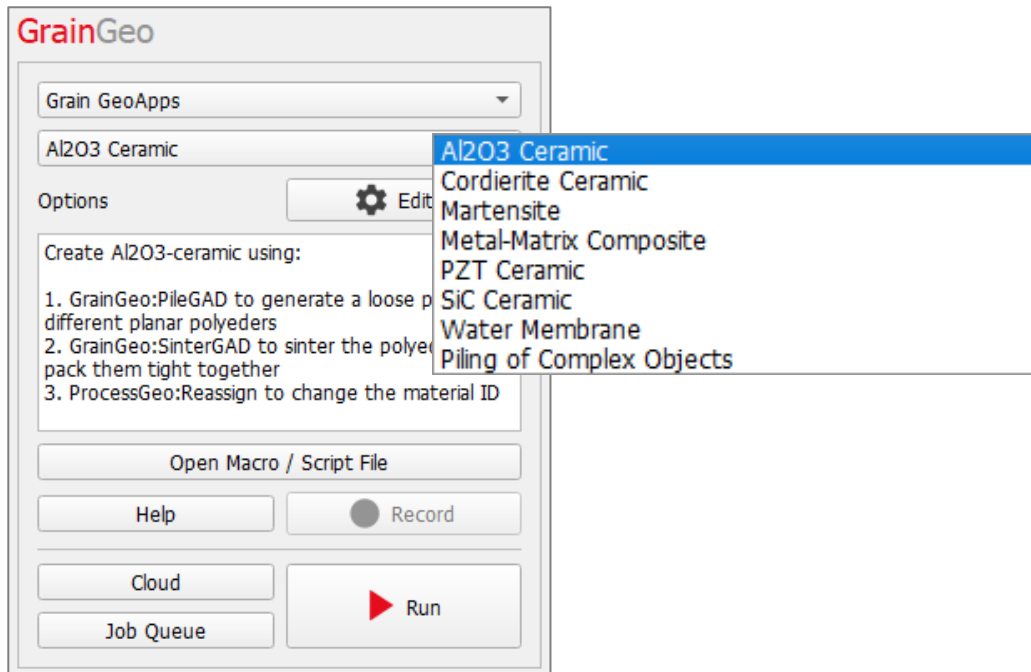 GrainGeo
Grain GeoApps
Al2O3 Ceramic
Options
Edit
Create Al2O3-ceramic using:
1. GrainGeo:PileGAD to generate a loose p
different planar polyeders
2. GrainGeo:SinterGAD to sinter the polyed
pack them tight together
3. ProcessGeo:Reassign to change the material ID
Al2O3 Ceramic
Cordierite Ceramic
Martensite
Metal-Matrix Composite
PZT Ceramic
SiC Ceramic
Water Membrane
Piling of Complex Objects
Open Macro / Script File
Help
Record
Cloud
Job Queue
Run